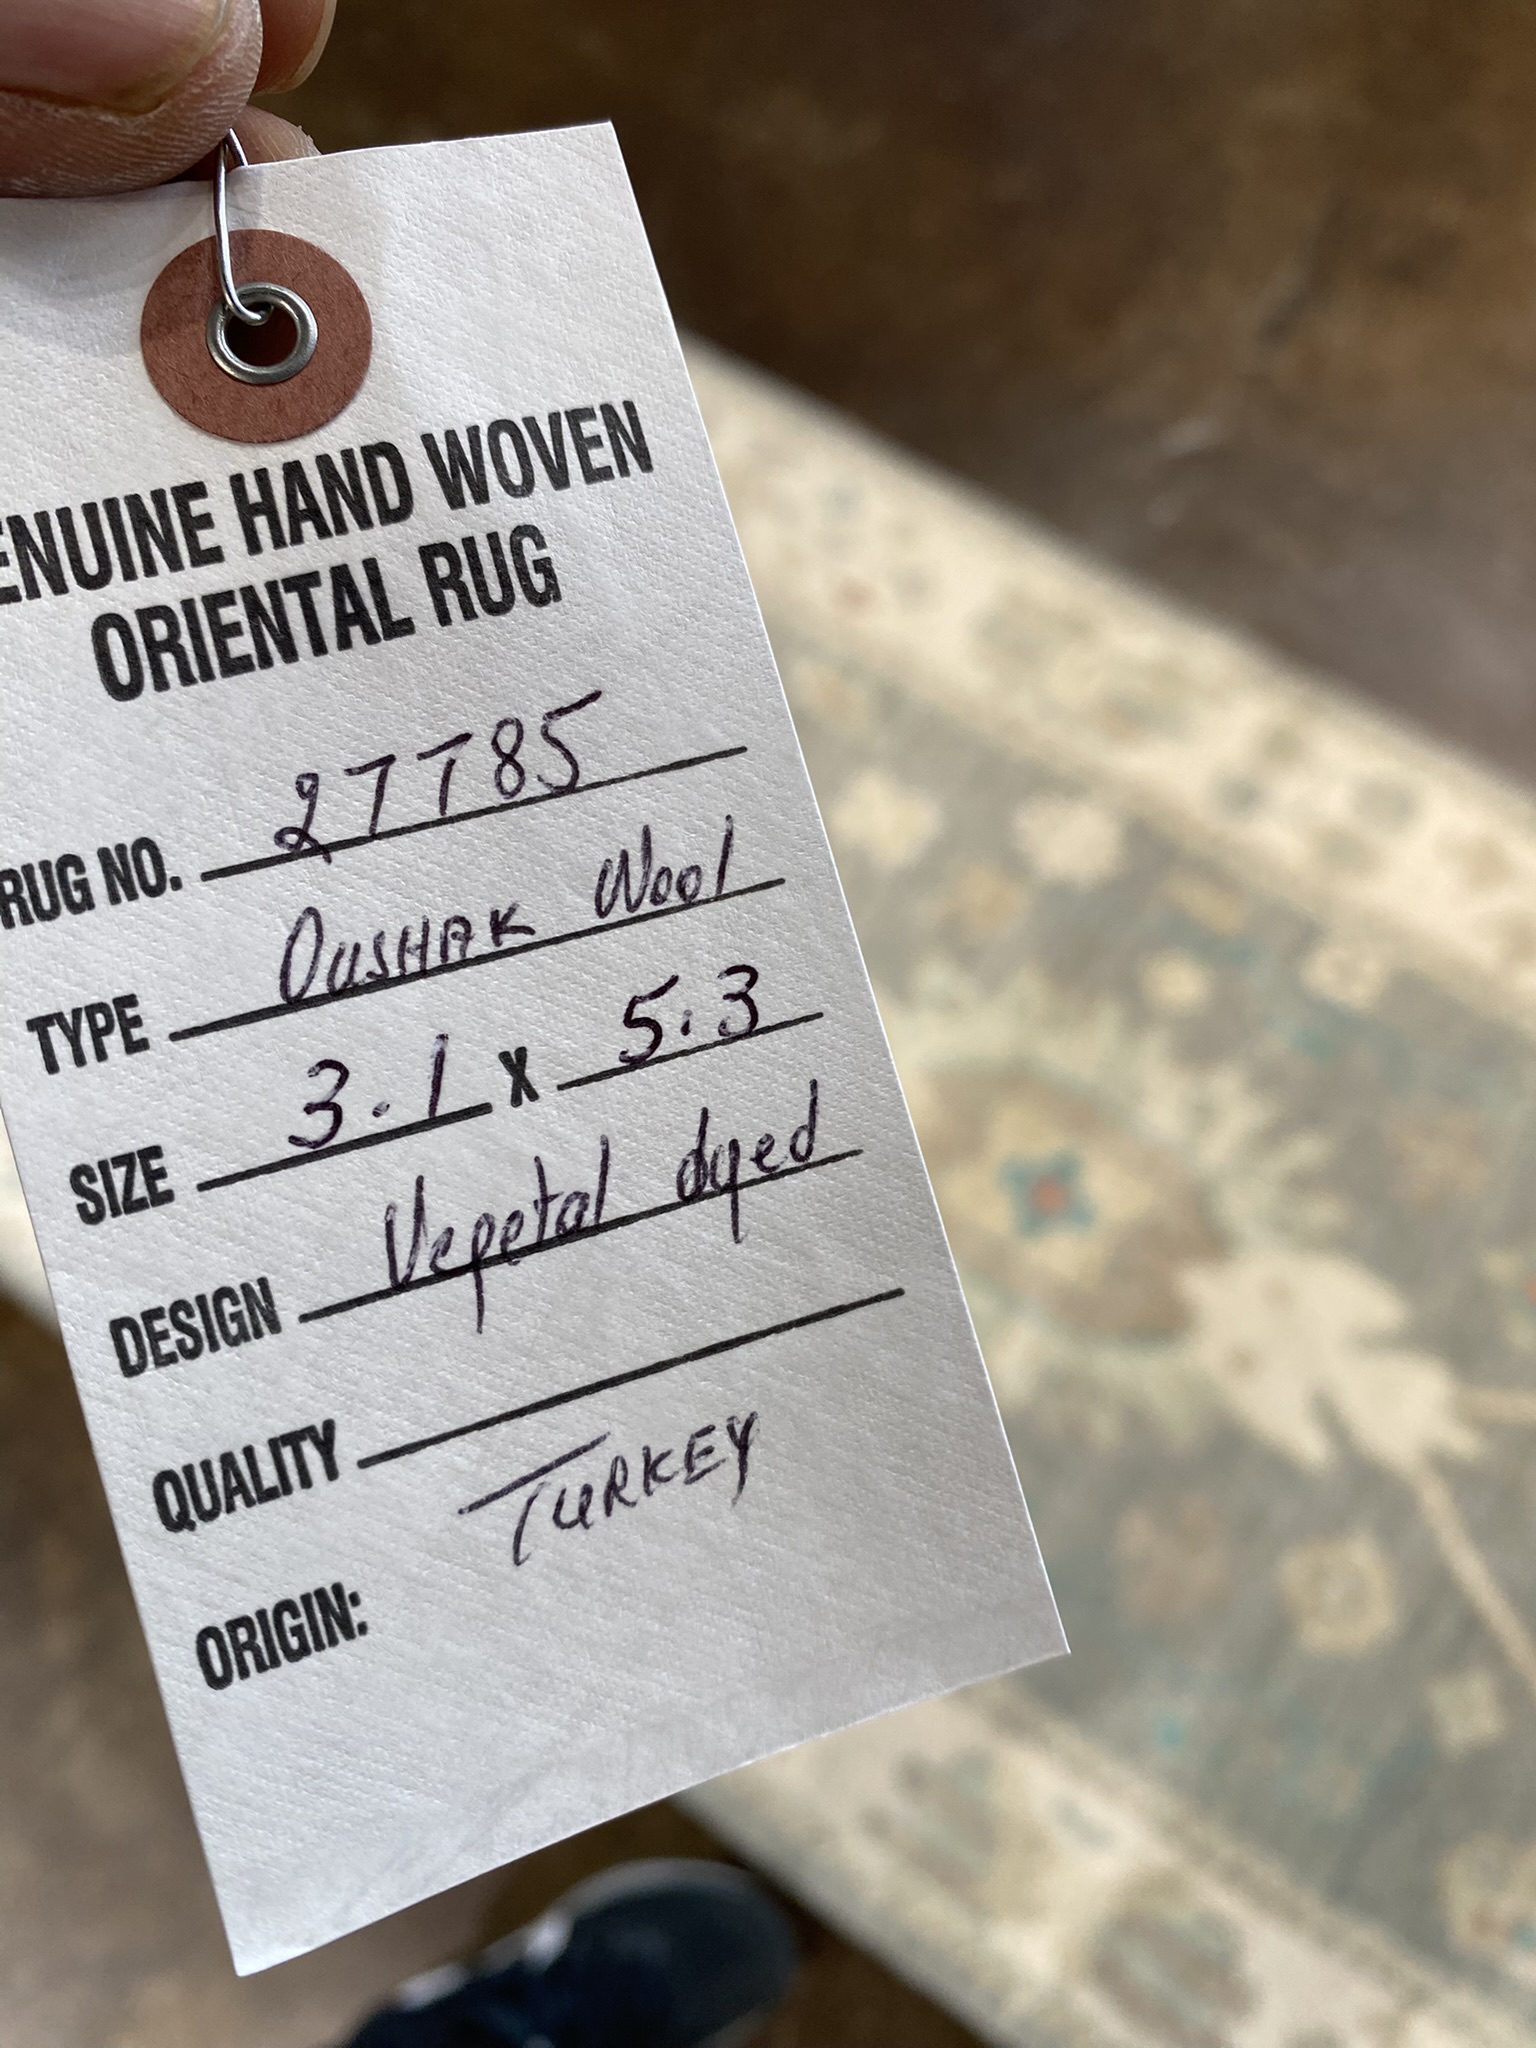 ENUINE HAND WOVEN
ORIENTAL RUG
RUG NO. 27785
TYPE OUSHAK Wool
SIZE 3.1 X 5.3
DESIGN Vegetal dyed
QUALITY
ORIGIN: TURKEY